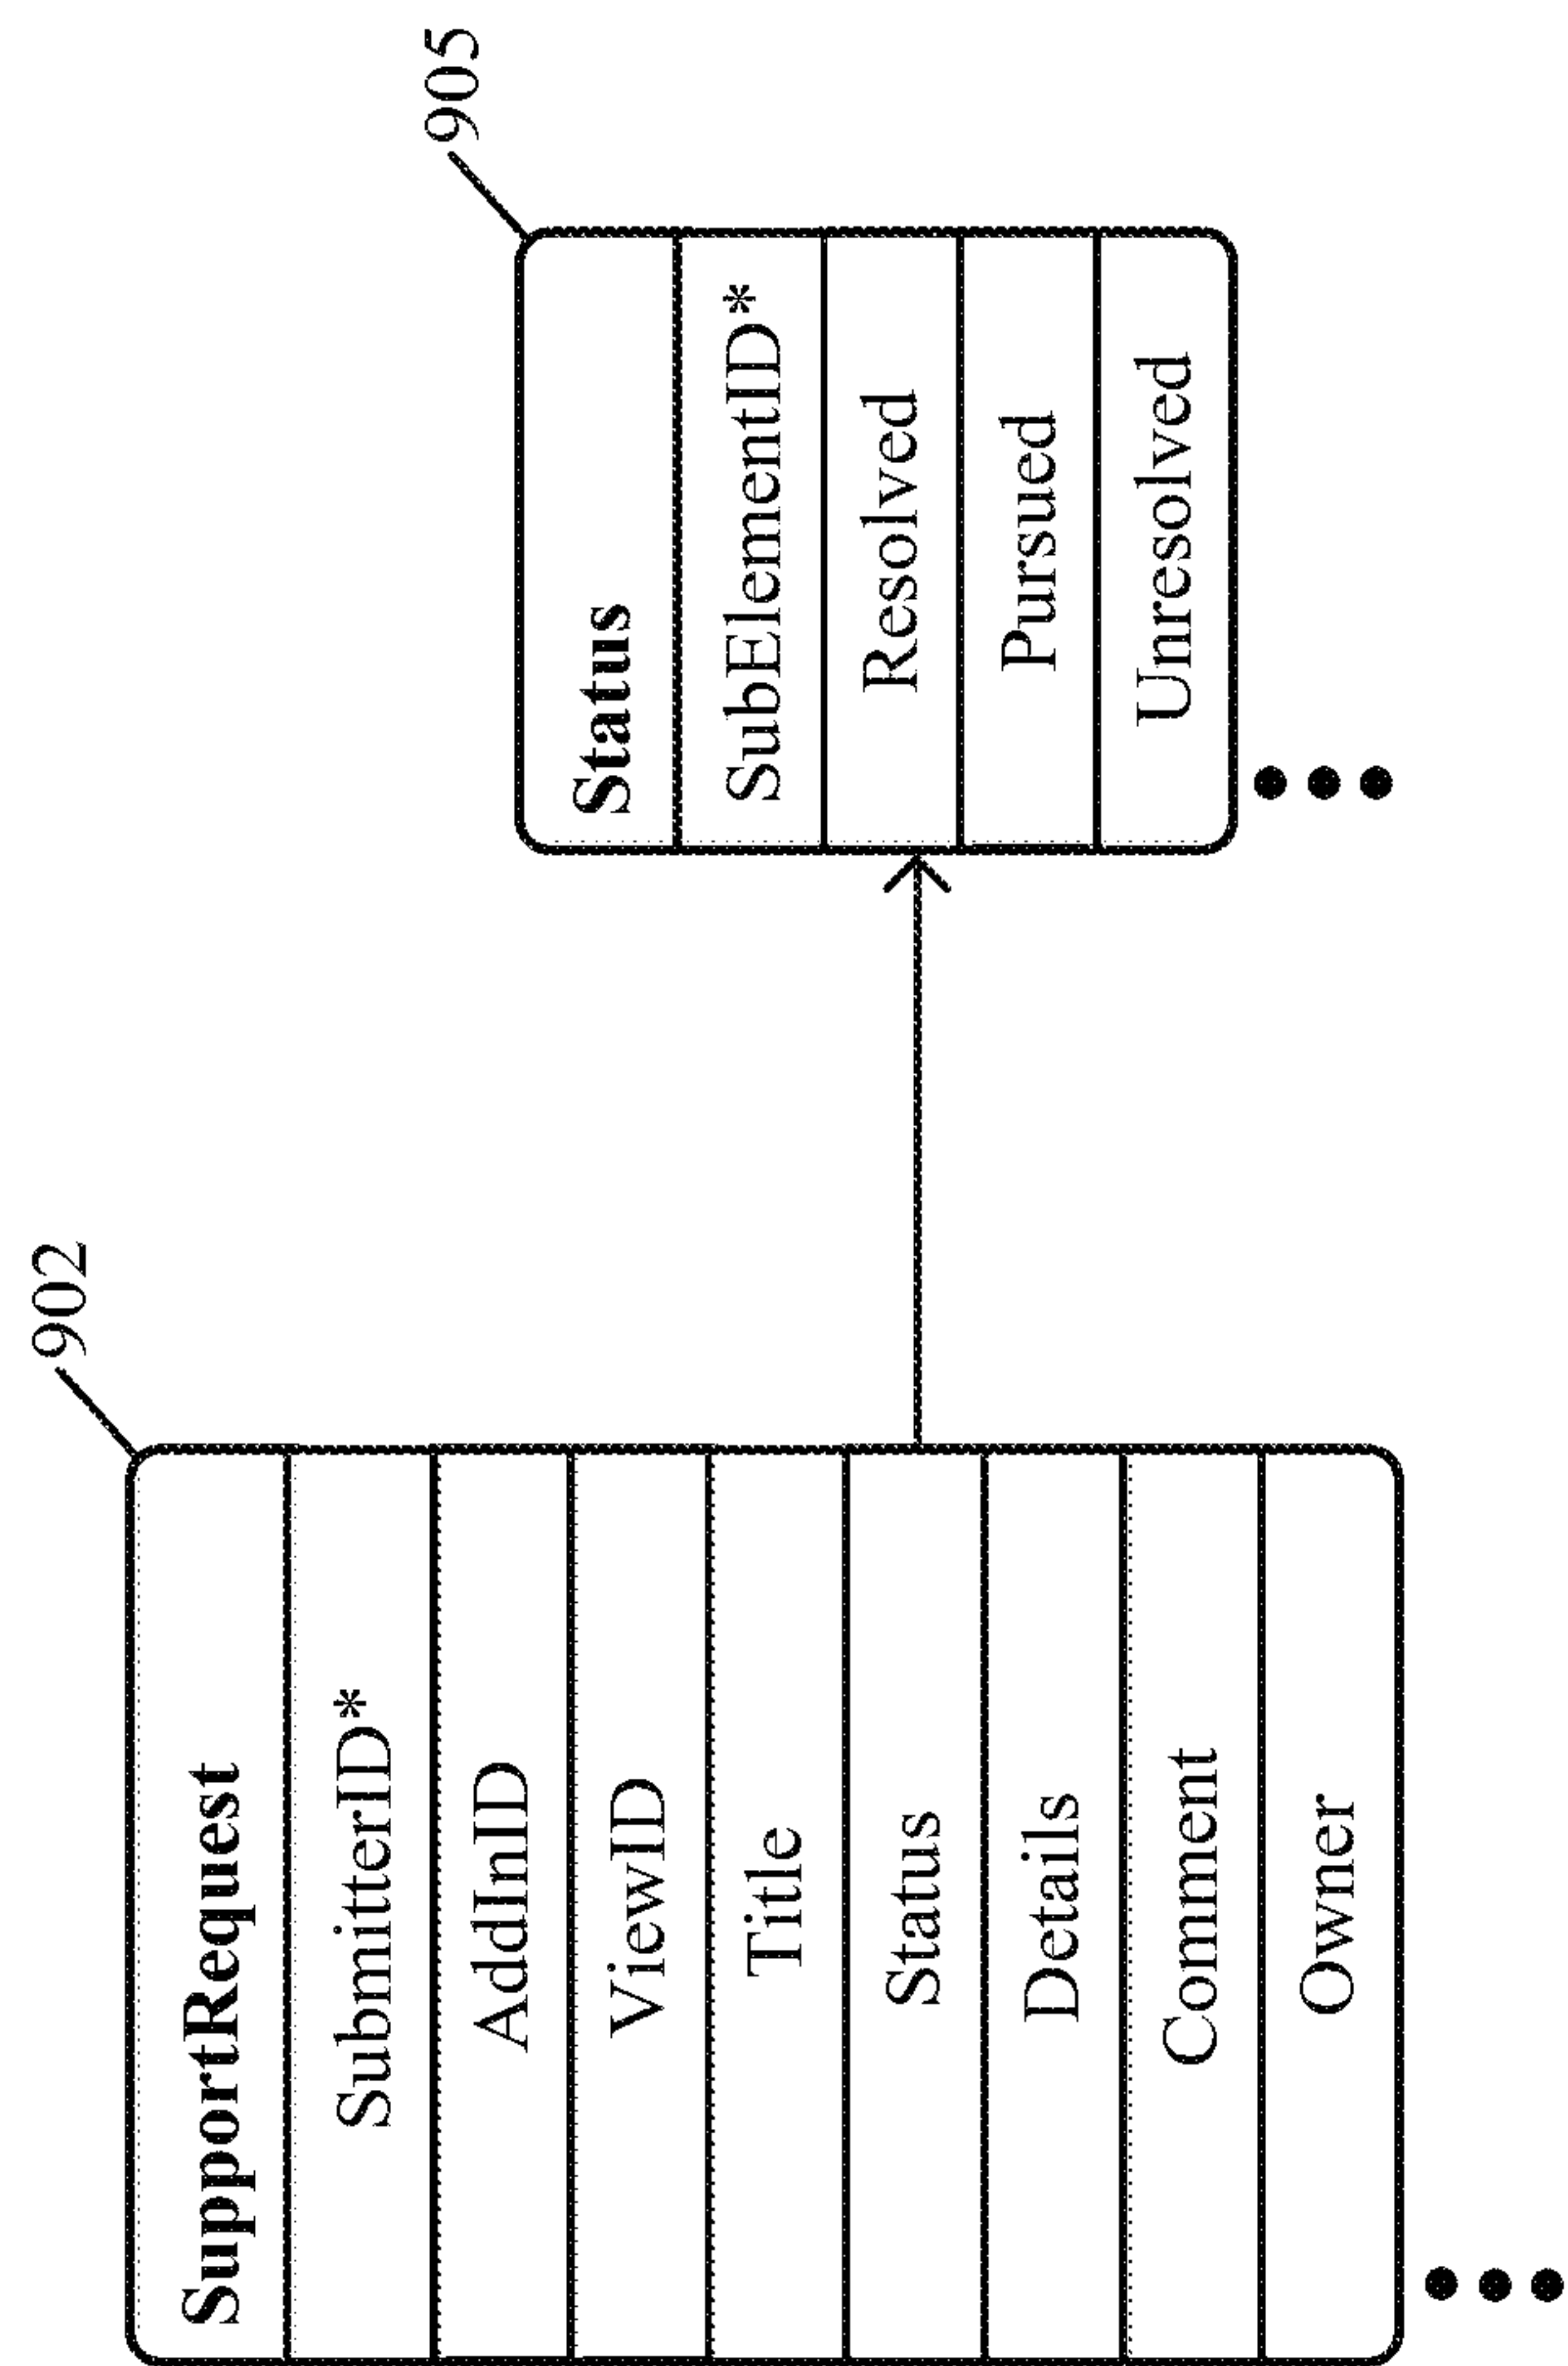 902
SupportRequest
SubmitterID*
AddInID
ViewID
Title
Status
Details
Comment
Owner
905
Status
SubElementID*
Resolved
Pursued
Unresolved